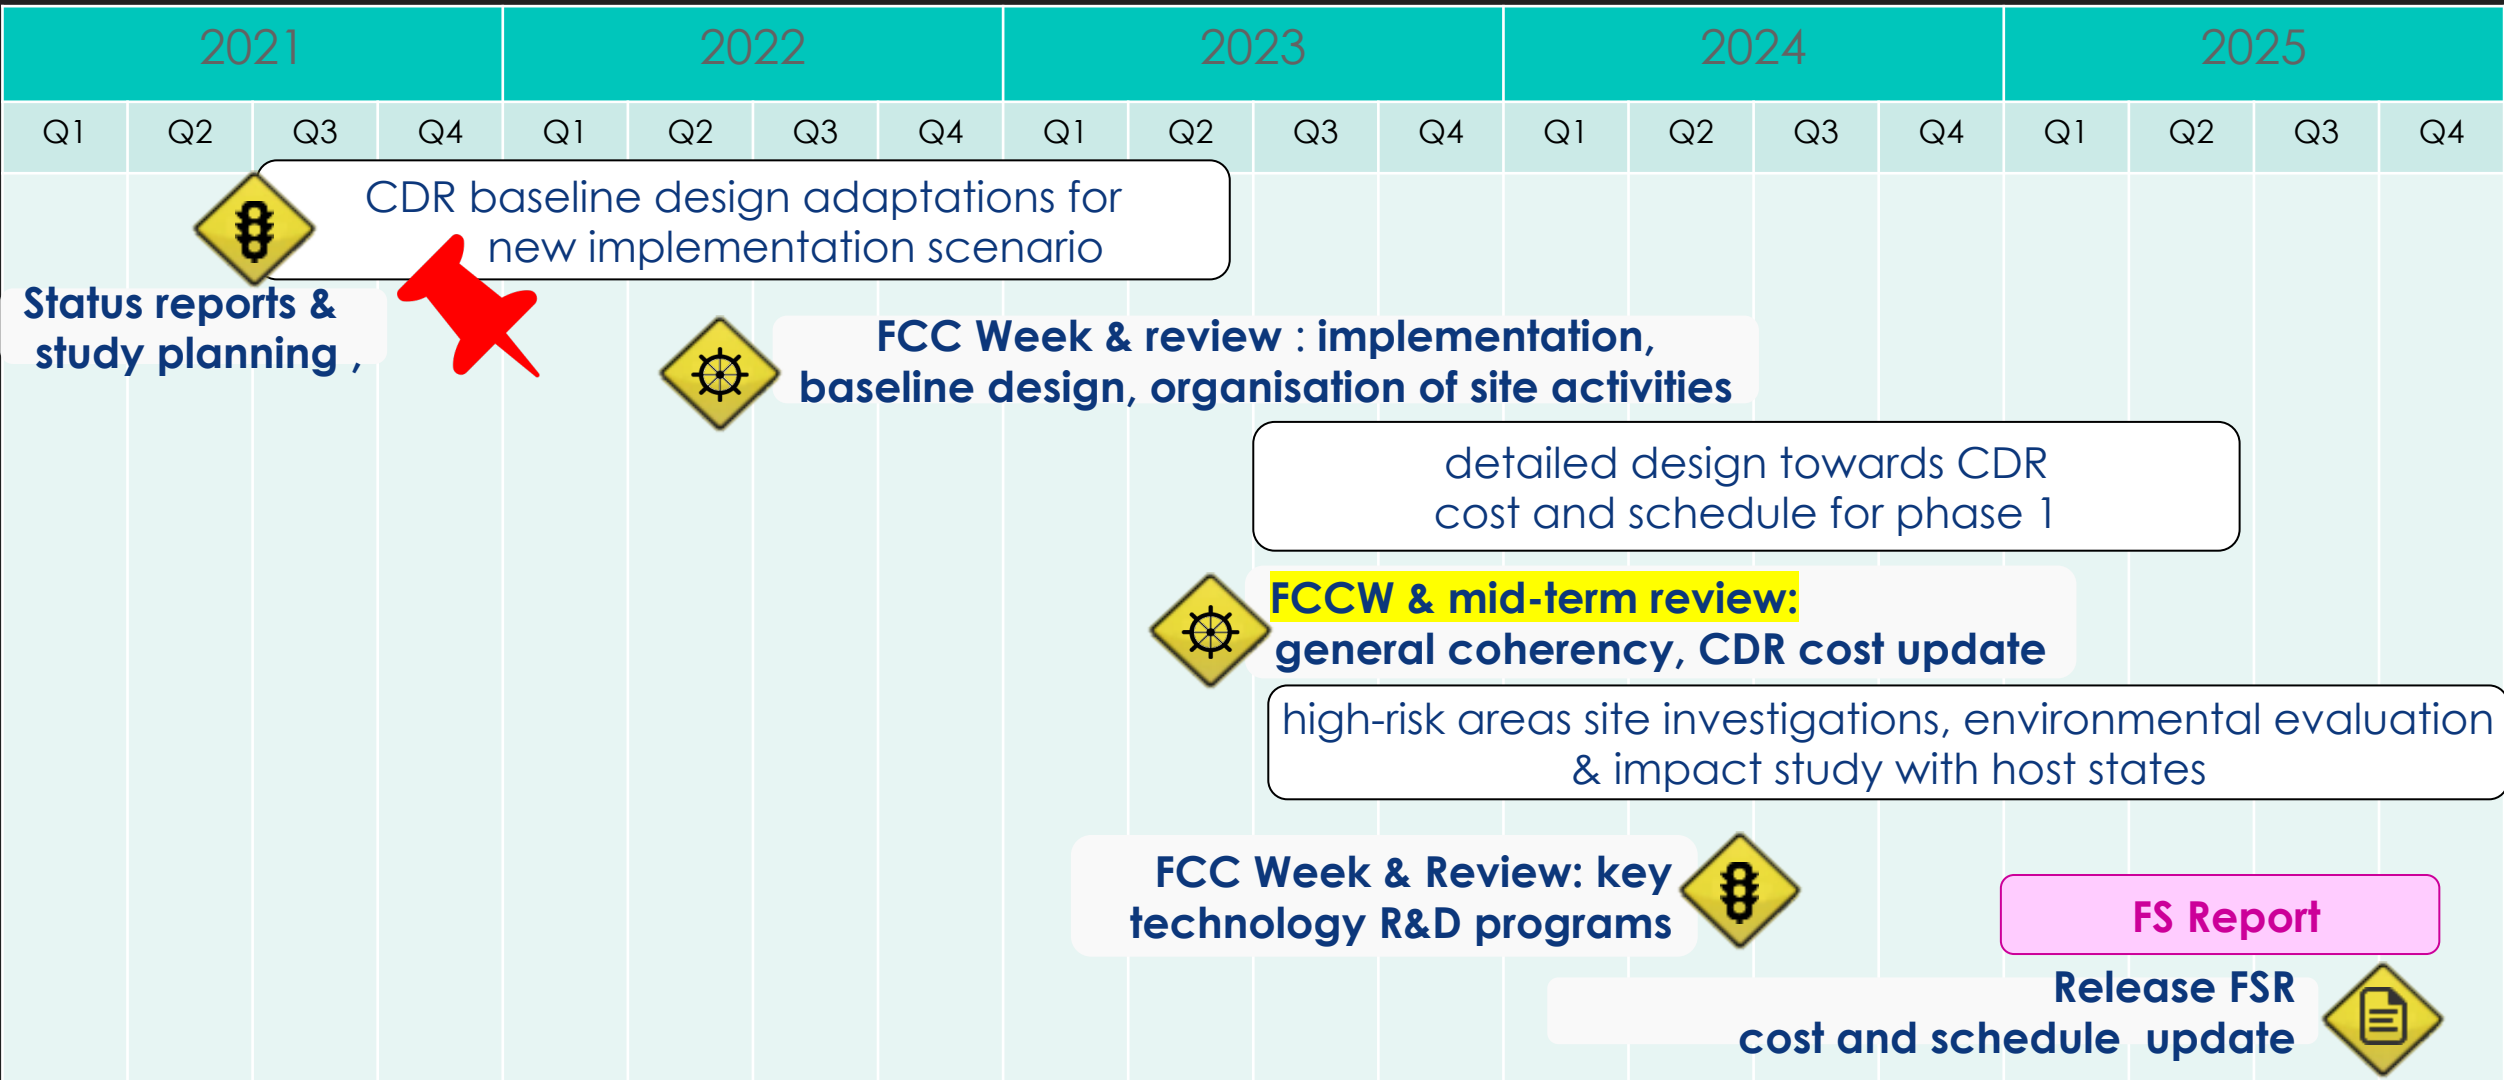 2021 2022 2023 2024 2025
Q1 Q2 Q3 Q4 Q1 Q2 Q3 Q4 Q1 Q2 Q3 Q4 Q1 Q2 Q3 Q4 Q1 Q2 Q3 Q4
CDR baseline design adaptations for
new implementation scenario
Status reports &
study planning ,
FCC Week & review : implementation,
baseline design, organisation of site activities
detailed design towards CDR
cost and schedule for phase 1
FCCW & mid-term review:
general coherency, CDR cost update
high-risk areas site investigations, environmental evaluation
& impact study with host states
FCC Week & Review: key
technology R&D programs
FS Report
Release FSR
cost and schedule  update